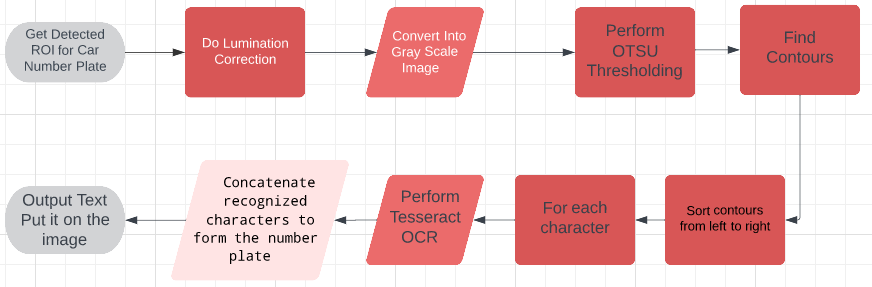 Get Detected
ROI for Car
Number Plate
Do Lumination
Correction
Convert Into
Gray Scale
Image
Perform
OTSU
Thresholding
Find
Contours
Sort contours
from left to right
For each
character
Perform
Tesseract
OCR
Concatenate
recognized
characters to
form the number
plate
Output Text
Put it on the
image